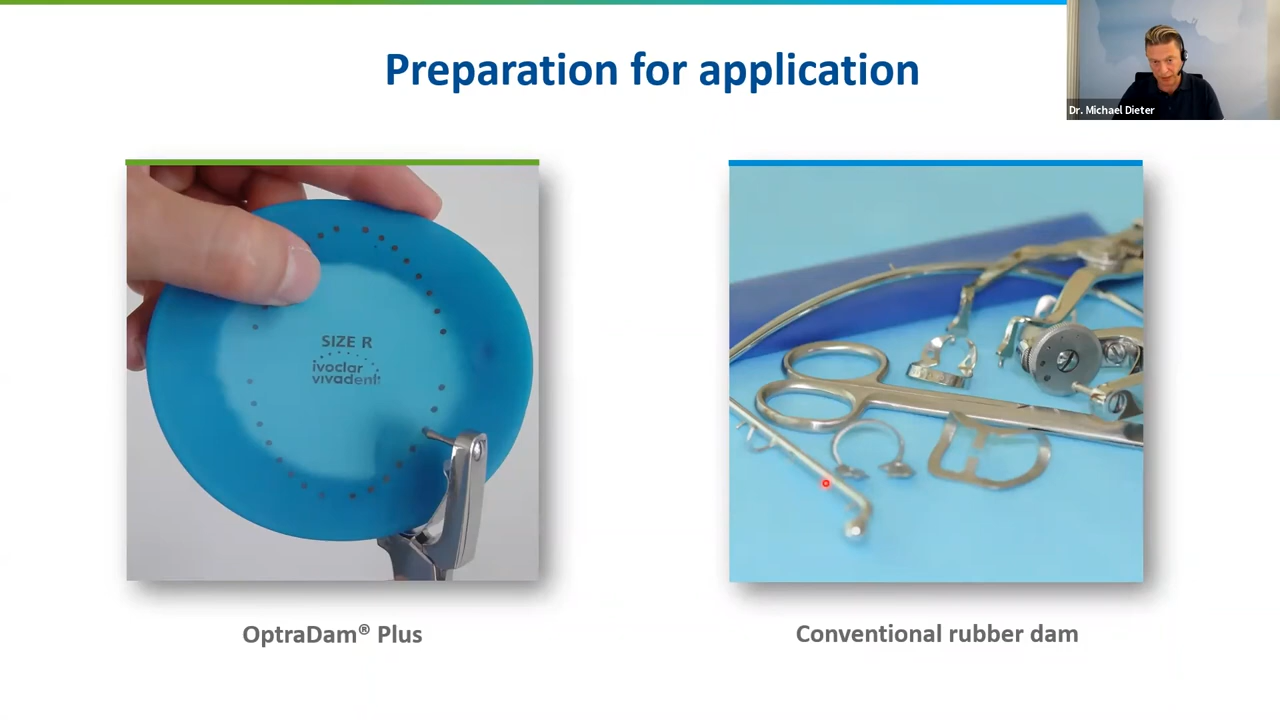 Preparation for application
Dr. Michael Dieter
SIZE R
ivoclar
vivadent:
OptraDam® Plus
Conventional rubber dam